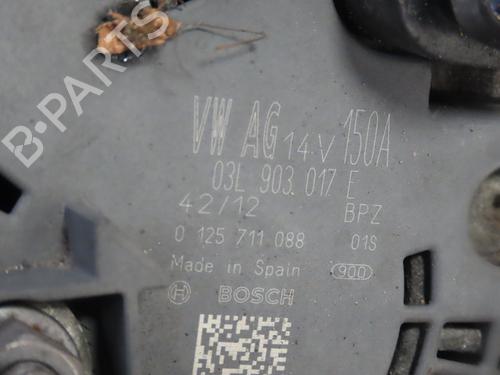 VW AG 14V 150A
03L 903 017 E
42/12 BPZ
0 125 711 088 01S
Made in Spain 900
BOSCH
B PARTS